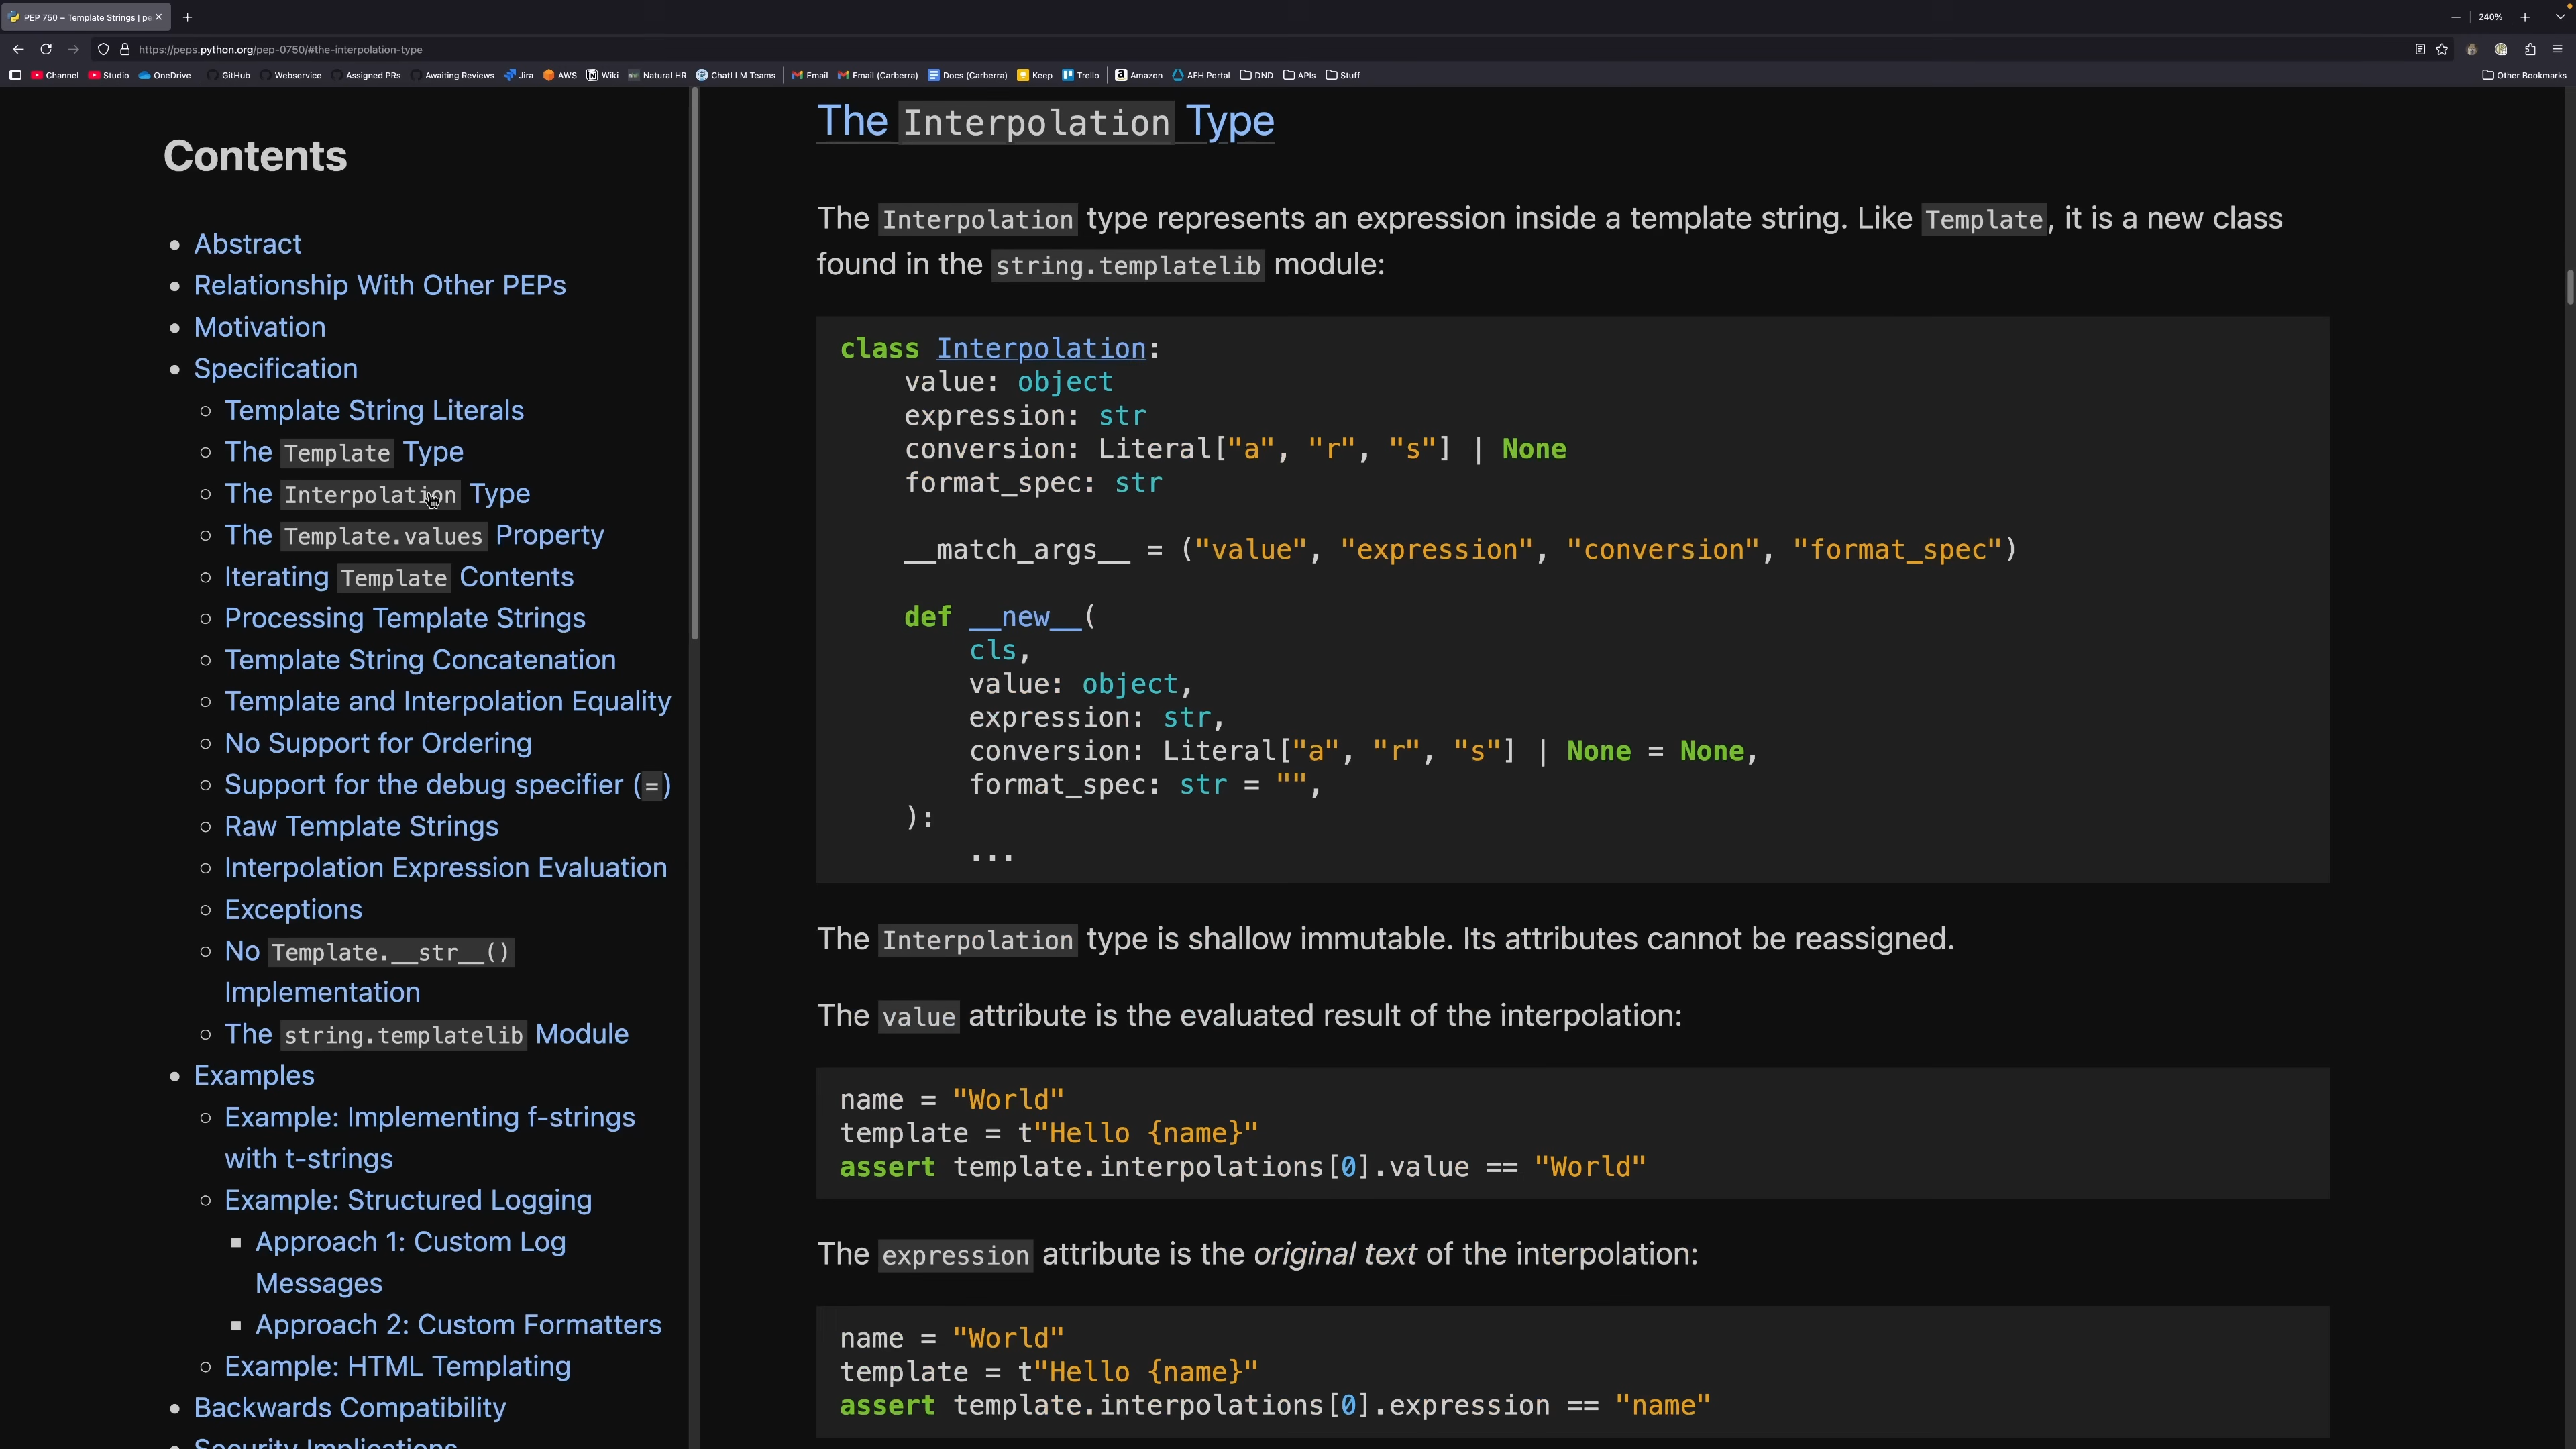 PEP 750 – Template Strings | pe
240%
https://peps.python.org/pep-0750/#the-interpolation-type
Channel Studio OneDrive GitHub Webservice Assigned PRs Awaiting Reviews Jira AWS Wiki Natural HR ChatLLM Teams Email Email (Carberra) Docs (Carberra) Keep Trello Amazon AFH Portal DND APIs Stuff Other Bookmarks
Contents
• Abstract
• Relationship With Other PEPs
• Motivation
• Specification
○ Template String Literals
○ The Template Type
○ The Interpolation Type
○ The Template.values Property
○ Iterating Template Contents
○ Processing Template Strings
○ Template String Concatenation
○ Template and Interpolation Equality
○ No Support for Ordering
○ Support for the debug specifier (=)
○ Raw Template Strings
○ Interpolation Expression Evaluation
○ Exceptions
○ No Template.__str__()
Implementation
○ The string.templatelib Module
• Examples
○ Example: Implementing f-strings
with t-strings
○ Example: Structured Logging
▪ Approach 1: Custom Log
Messages
▪ Approach 2: Custom Formatters
○ Example: HTML Templating
• Backwards Compatibility
• Security Implications
The Interpolation Type
The Interpolation type represents an expression inside a template string. Like Template, it is a new class
found in the string.templatelib module:
class Interpolation:
    value: object
    expression: str
    conversion: Literal["a", "r", "s"] | None
    format_spec: str
    __match_args__ = ("value", "expression", "conversion", "format_spec")
    def __new__(
        cls,
        value: object,
        expression: str,
        conversion: Literal["a", "r", "s"] | None = None,
        format_spec: str = "",
    ):
        ...
The Interpolation type is shallow immutable. Its attributes cannot be reassigned.
The value attribute is the evaluated result of the interpolation:
name = "World"
template = t"Hello {name}"
assert template.interpolations[0].value == "World"
The expression attribute is the original text of the interpolation:
name = "World"
template = t"Hello {name}"
assert template.interpolations[0].expression == "name"